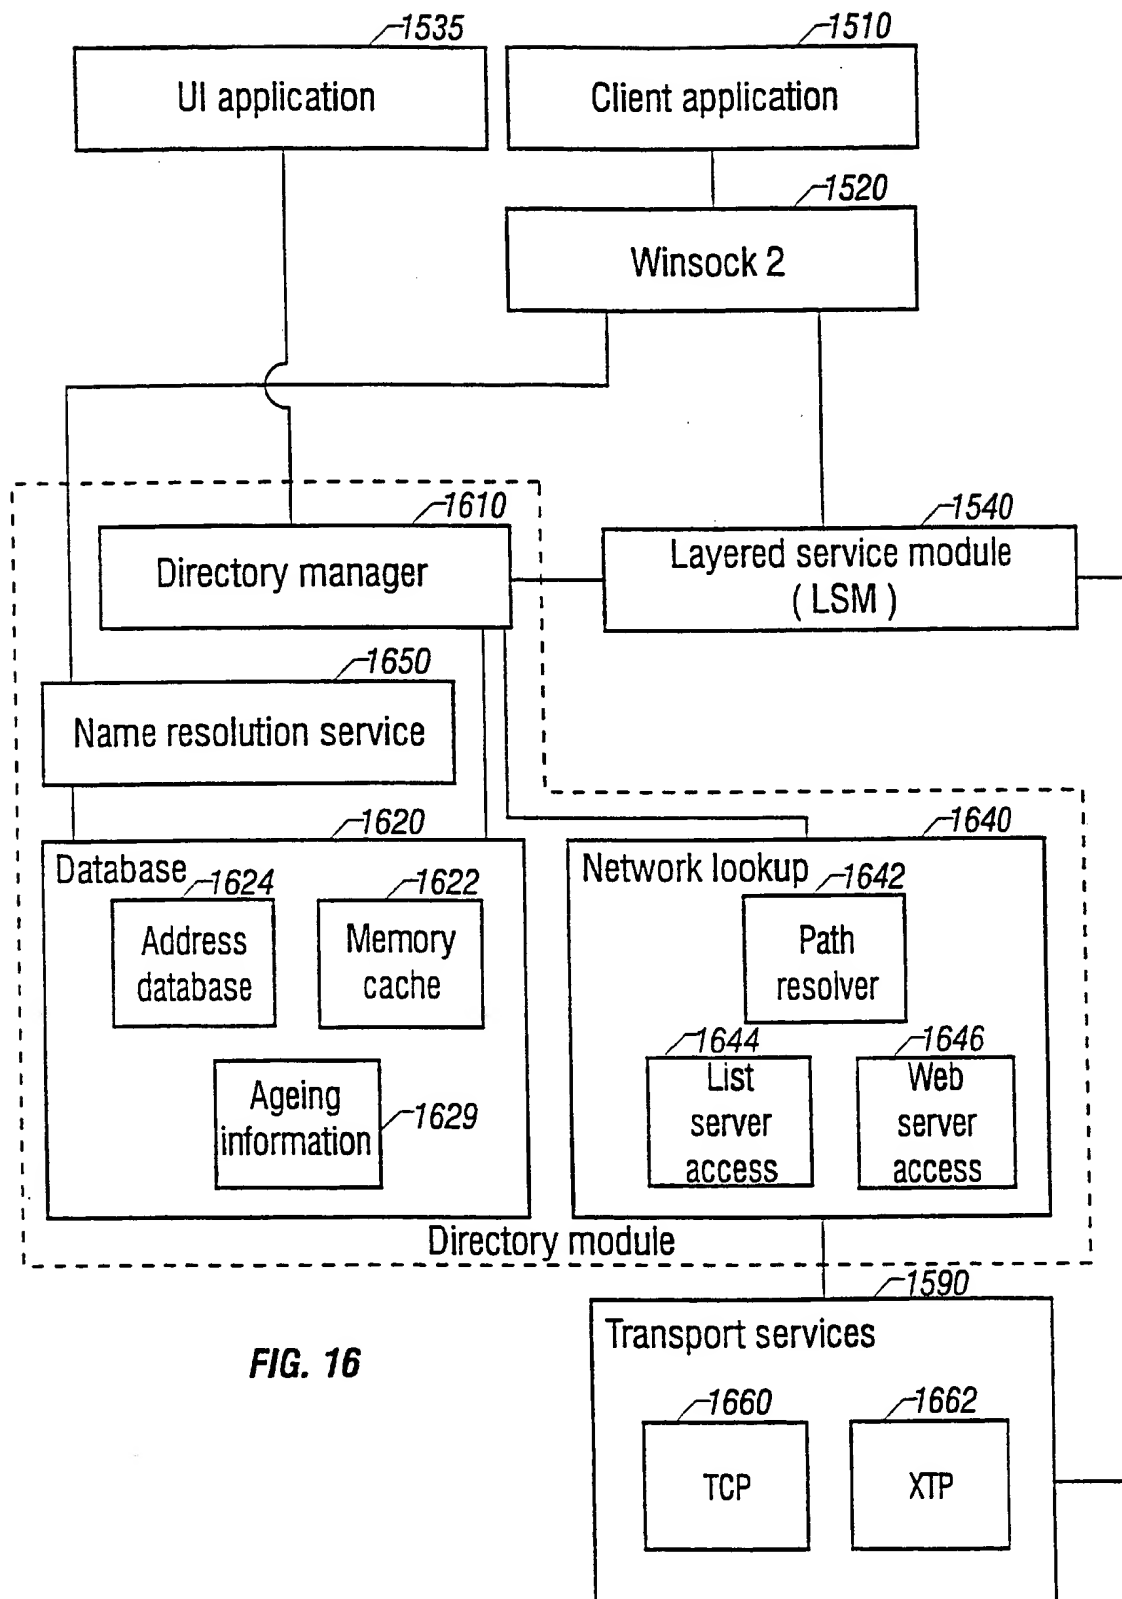 1535
UI application
1510
Client application
1520
Winsock 2
1610
Directory manager
1540
Layered service module
( LSM )
1650
Name resolution service
1620
Database
1624
Address
database
1622
Memory
cache
Ageing
information
1629
1640
Network lookup
1642
Path
resolver
1644
List
server
access
1646
Web
server
access
Directory module
1590
Transport services
1660
TCP
1662
XTP
FIG. 16